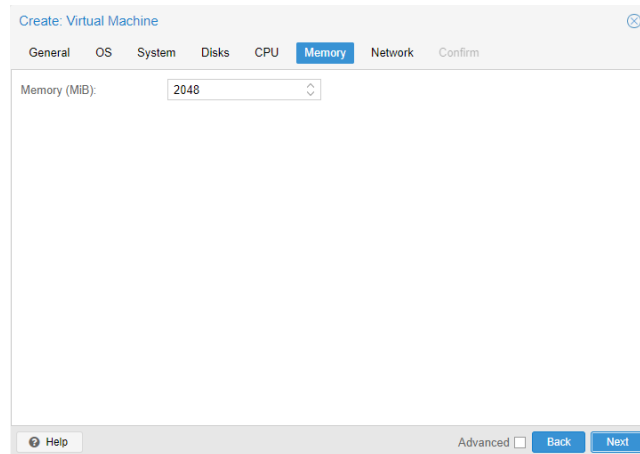 Create: Virtual Machine
General OS System Disks CPU Memory Network Confirm
Memory (MiB): 2048
Help Advanced Back Next